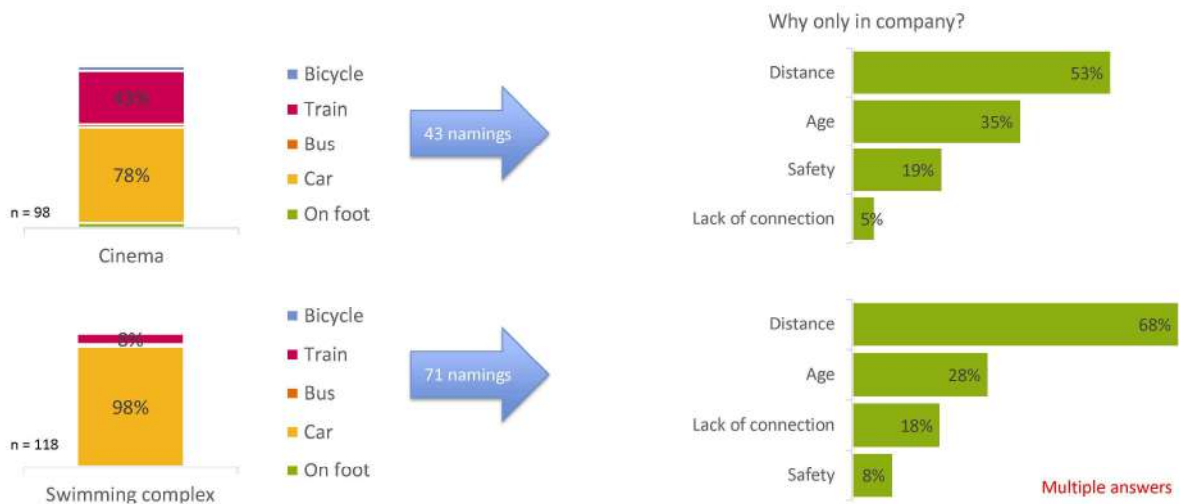 Why only in company?
43%
78%
n = 98
Cinema
Bicycle
Train
Bus
Car
On foot
43 namings
Distance
53%
Age
35%
Safety
19%
Lack of connection
5%
8%
98%
n = 118
Swimming complex
Bicycle
Train
Bus
Car
On foot
71 namings
Distance
68%
Age
28%
Lack of connection
18%
Safety
8%
Multiple answers